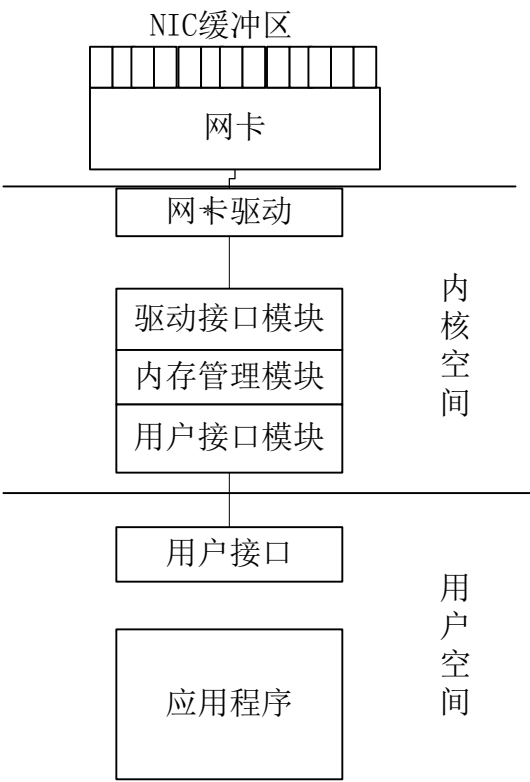 NIC缓冲区
网卡
网卡驱动
驱动接口模块
内存管理模块
用户接口模块
内核空间
用户接口
用户空间
应用程序